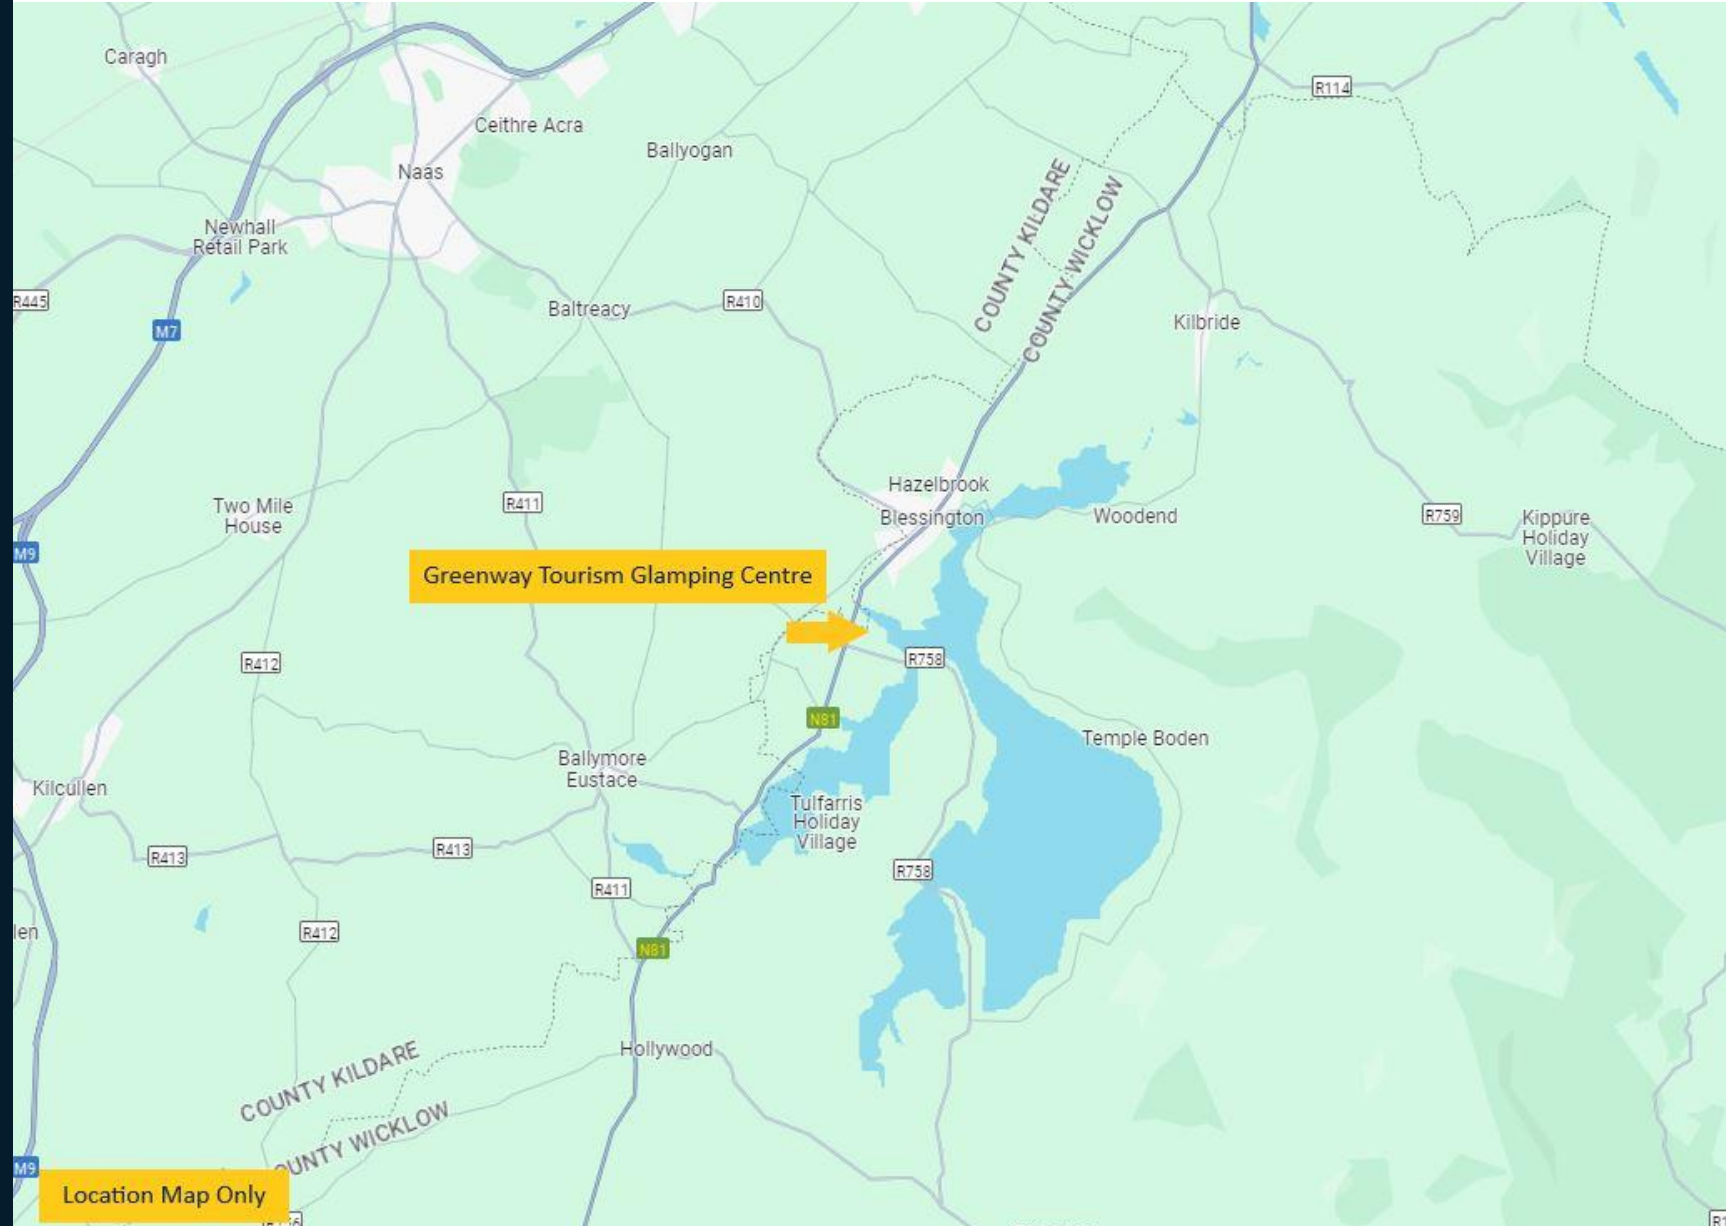 Caragh
R114
Ceithre Acra
Ballyogan
Naas
COUNTY KILDARE
COUNTY WICKLOW
Newhall
Retail Park
R445
M7
Baltreacy
R410
Kilbride
Hazelbrook
Blessington
Woodend
R759
Kippure
Holiday
Village
Two Mile
House
R411
M9
Greenway Tourism Glamping Centre
R412
R758
N81
Temple Boden
Ballymore
Eustace
Kilcullen
Tulfarris
Holiday
Village
R413
R413
R758
R411
R412
len
N81
Hollywood
COUNTY KILDARE
OUNTY WICKLOW
M9
Location Map Only